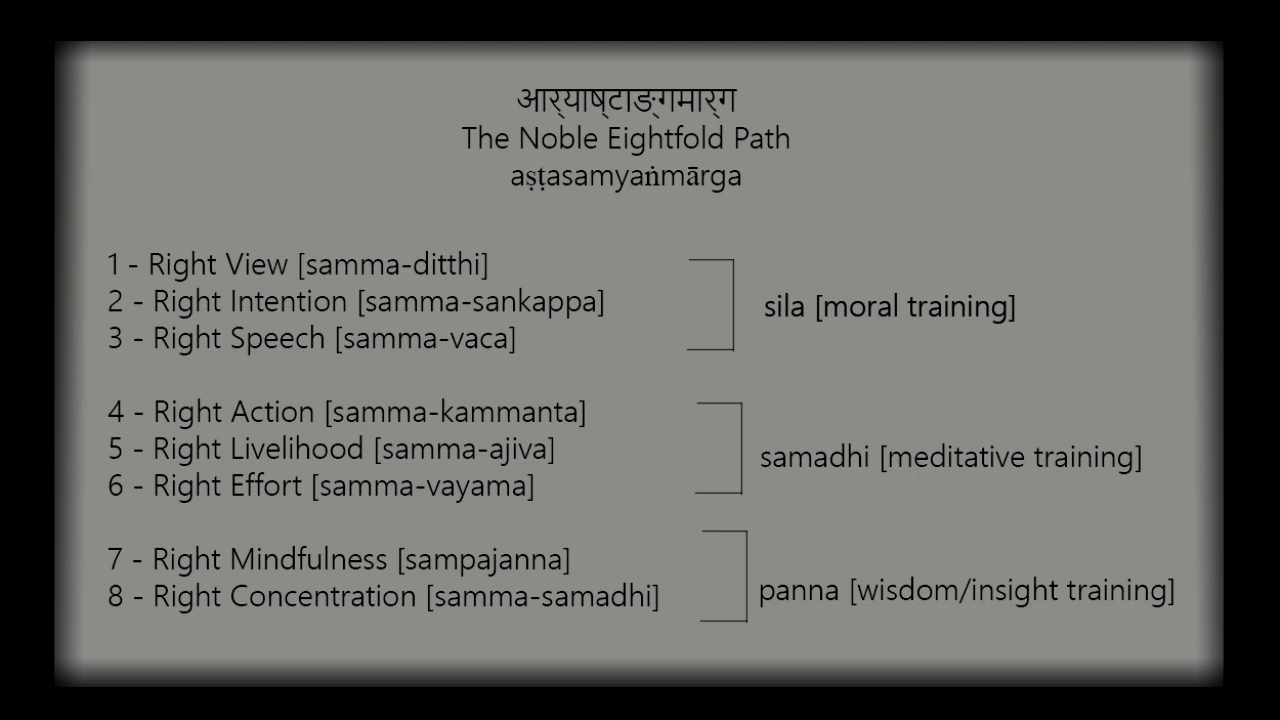 आर्‌याष्‌टाङ्‌गमार्‌ग
The Noble Eightfold Path
aṣṭasamyaṅmārga
1 - Right View [samma-ditthi]
2 - Right Intention [samma-sankappa]
3 - Right Speech [samma-vaca]
sila [moral training]
4 - Right Action [samma-kammanta]
5 - Right Livelihood [samma-ajiva]
6 - Right Effort [samma-vayama]
samadhi [meditative training]
7 - Right Mindfulness [sampajanna]
8 - Right Concentration [samma-samadhi]
panna [wisdom/insight training]